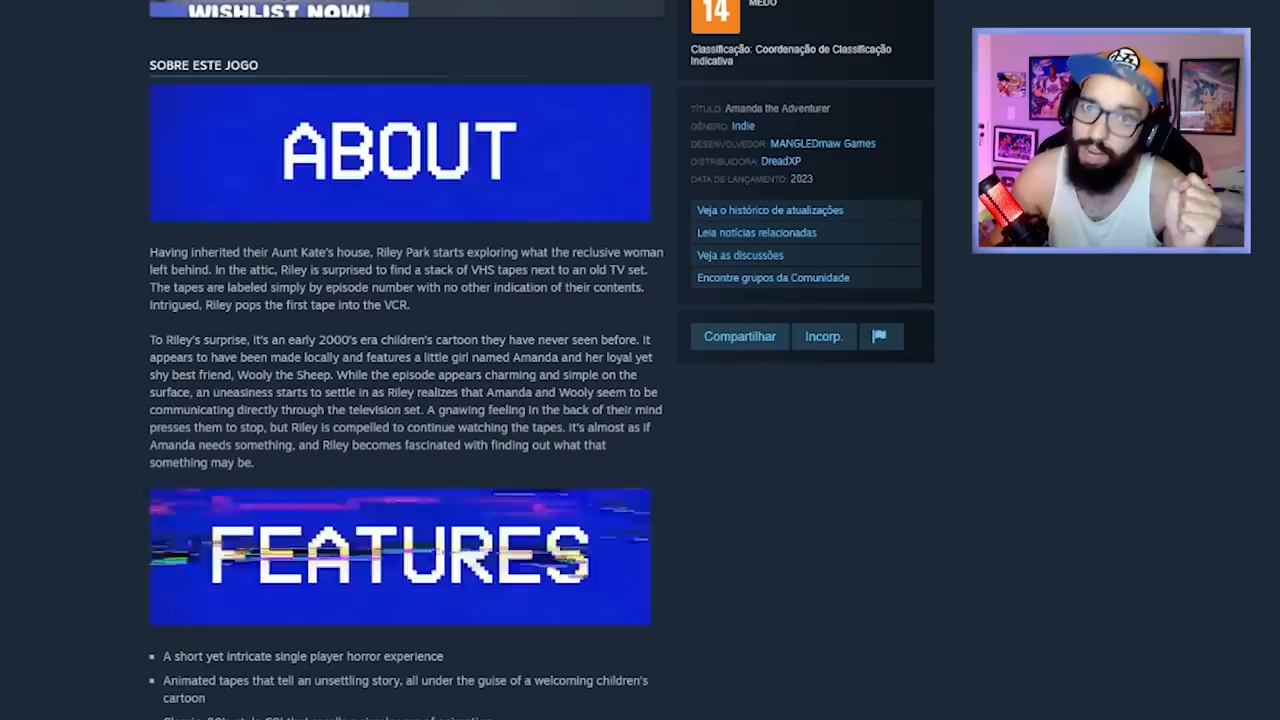 WISHLIST NOW!
SOBRE ESTE JOGO
ABOUT
Having inherited their Aunt Kate's house, Riley Park starts exploring what the reclusive woman
left behind. In the attic, Riley is surprised to find a stack of VHS tapes next to an old TV set.
The tapes are labeled simply by episode number with no other indication of their contents.
Intrigued, Riley pops the first tape into the VCR.
To Riley's surprise, it's an early 2000's era children's cartoon they have never seen before. It
appears to have been made locally and features a little girl named Amanda and her loyal yet
shy best friend, Wooly the Sheep. While the episode appears charming and simple on the
surface, an uneasiness starts to settle in as Riley realizes that Amanda and Wooly seem to be
communicating directly through the television set. A gnawing feeling in the back of their mind
presses them to stop, but Riley is compelled to continue watching the tapes. It's almost as if
Amanda needs something, and Riley becomes fascinated with finding out what that
something may be.
FEATURES
A short yet intricate single player horror experience
Animated tapes that tell an unsettling story, all under the guise of a welcoming children's
cartoon
14
MEDO
Classificação: Coordenação de Classificação
Indicativa
TÍTULO: Amanda the Adventurer
GÊNERO: Indie
DESENVOLVEDOR: MANGLEDmaw Games
DISTRIBUIDORA: DreadXP
DATA DE LANÇAMENTO: 2023
Veja o histórico de atualizações
Leia notícias relacionadas
Veja as discussões
Encontre grupos da Comunidade
Compartilhar
Incorp.